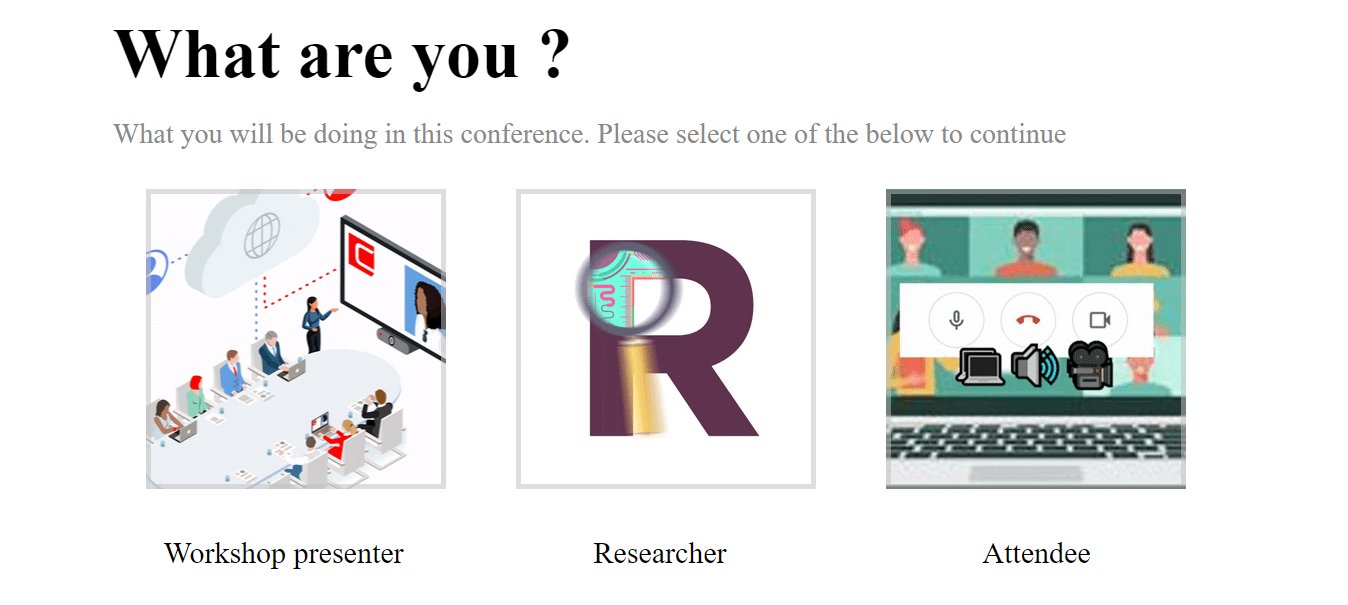 What are you ?
What you will be doing in this conference. Please select one of the below to continue
C
R
Workshop presenter
Researcher
Attendee